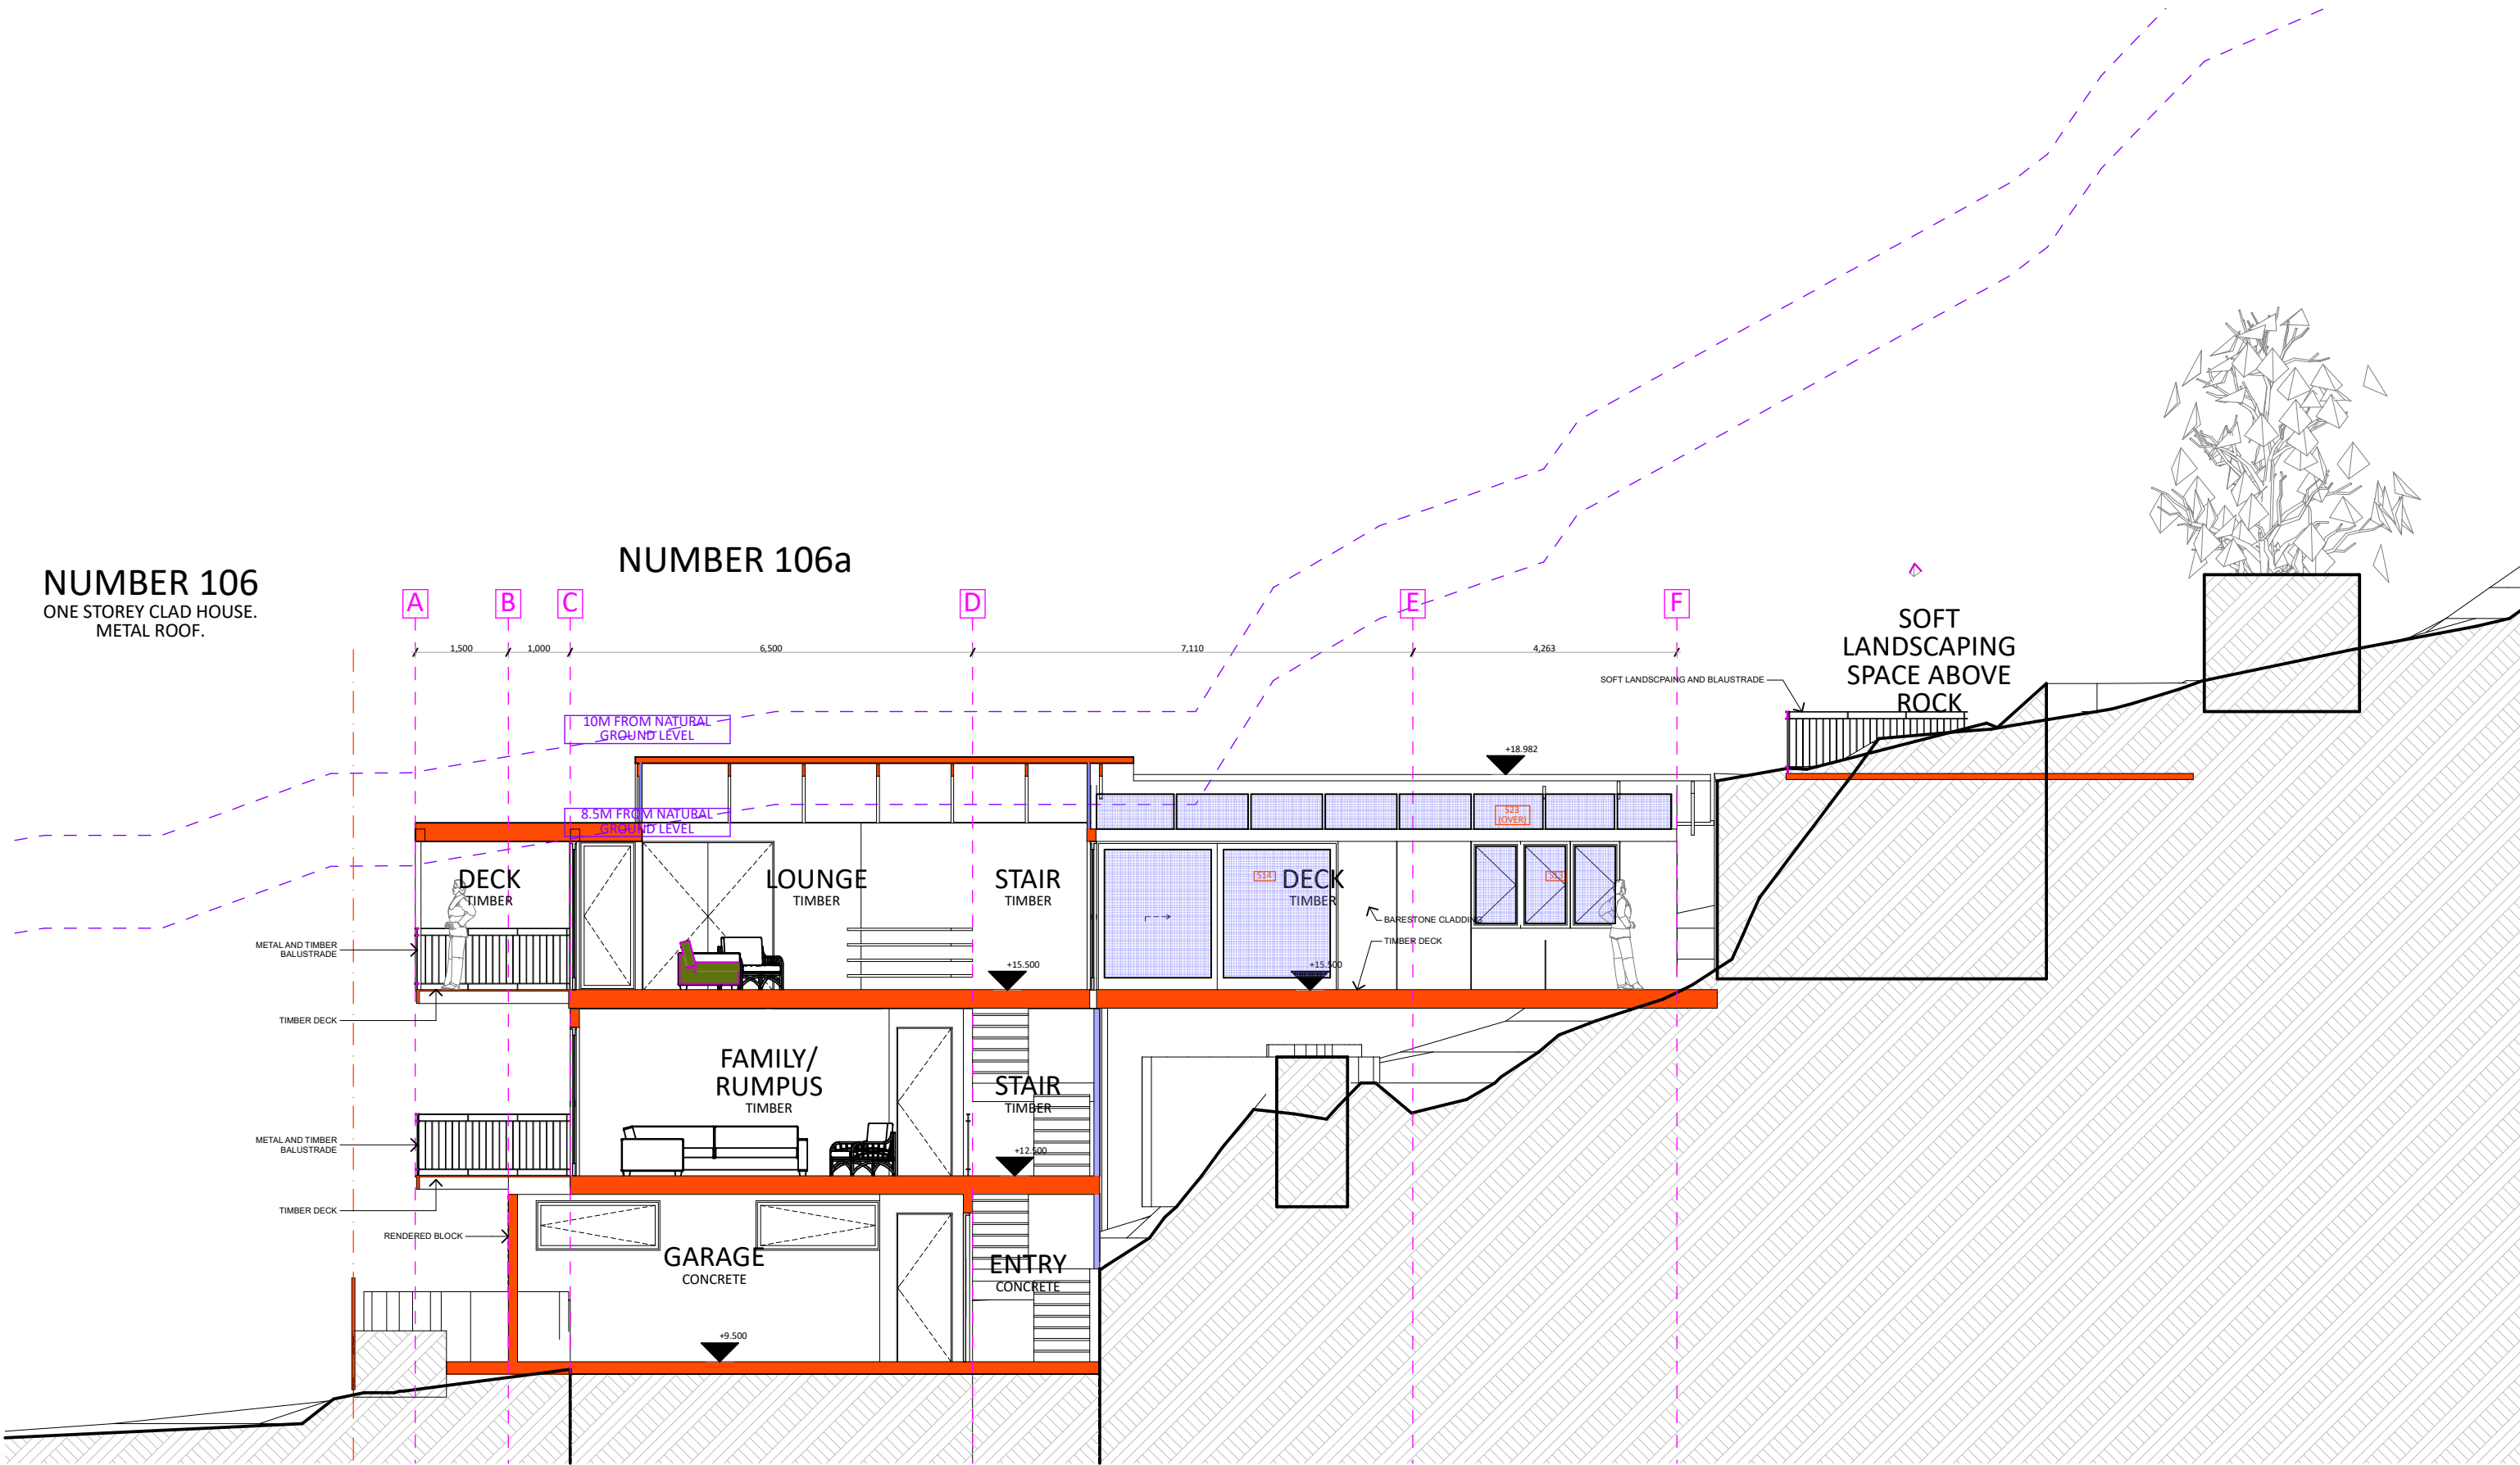 NUMBER 106a
NUMBER 106
ONE STOREY CLAD HOUSE.
METAL ROOF.
A
B
C
D
E
F
1,500
1,000
6,500
7,110
4,263
SOFT
LANDSCAPING
SPACE ABOVE
ROCK
SOFT LANDSCPAING AND BLAUSTRADE
10M FROM NATURAL
GROUND LEVEL
+18.982
8.5M FROM NATURAL
GROUND LEVEL
S23
(OVER)
DECK
TIMBER
LOUNGE
TIMBER
STAIR
TIMBER
S14
DECK
TIMBER
S13
BARESTONE CLADDING
TIMBER DECK
METAL AND TIMBER
BALUSTRADE
+15.500
+15.500
TIMBER DECK
FAMILY/
RUMPUS
TIMBER
STAIR
TIMBER
METAL AND TIMBER
BALUSTRADE
+12.500
TIMBER DECK
RENDERED BLOCK
GARAGE
CONCRETE
ENTRY
CONCRETE
+9.500